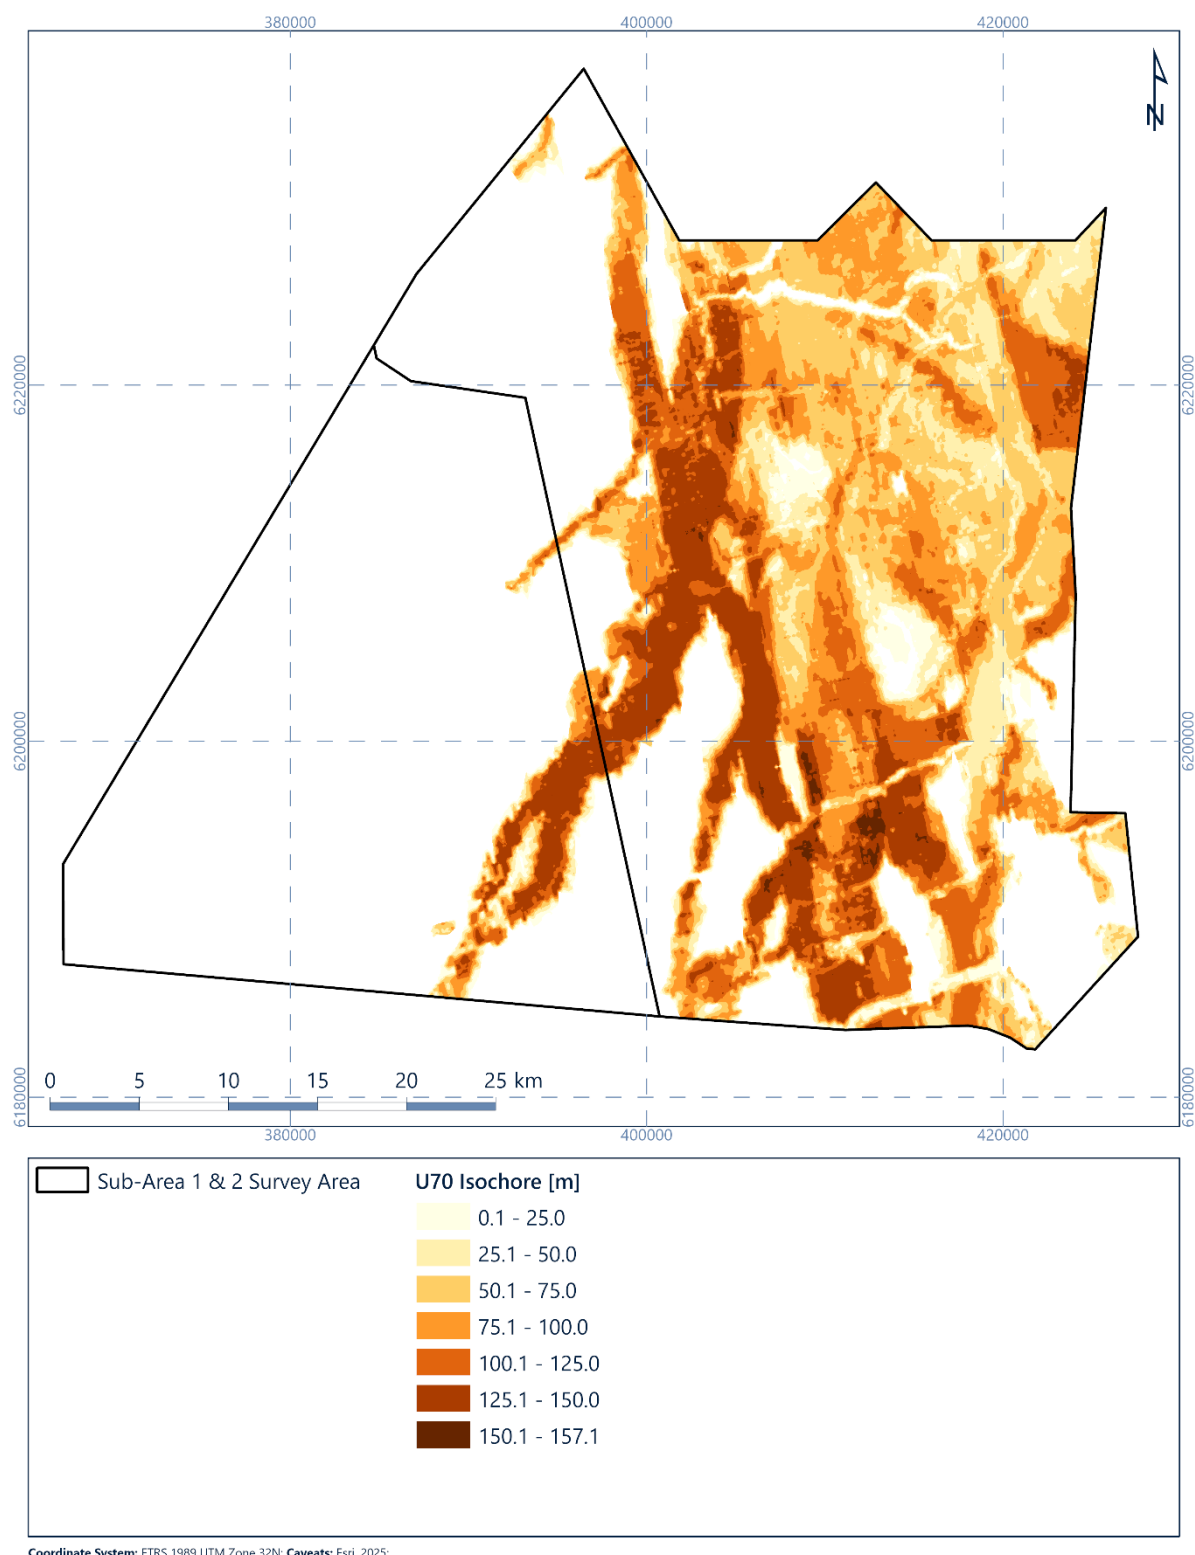 380000 400000 420000
N
6220000 6220000
6200000 6200000
6180000 6180000
0 5 10 15 20 25 km
380000 400000 420000
Sub-Area 1 & 2 Survey Area
U70 Isochore [m]
0.1 - 25.0
25.1 - 50.0
50.1 - 75.0
75.1 - 100.0
100.1 - 125.0
125.1 - 150.0
150.1 - 157.1
Coordinate System: ETRS 1989 UTM Zone 32N; Caveats: Esri, 2025;